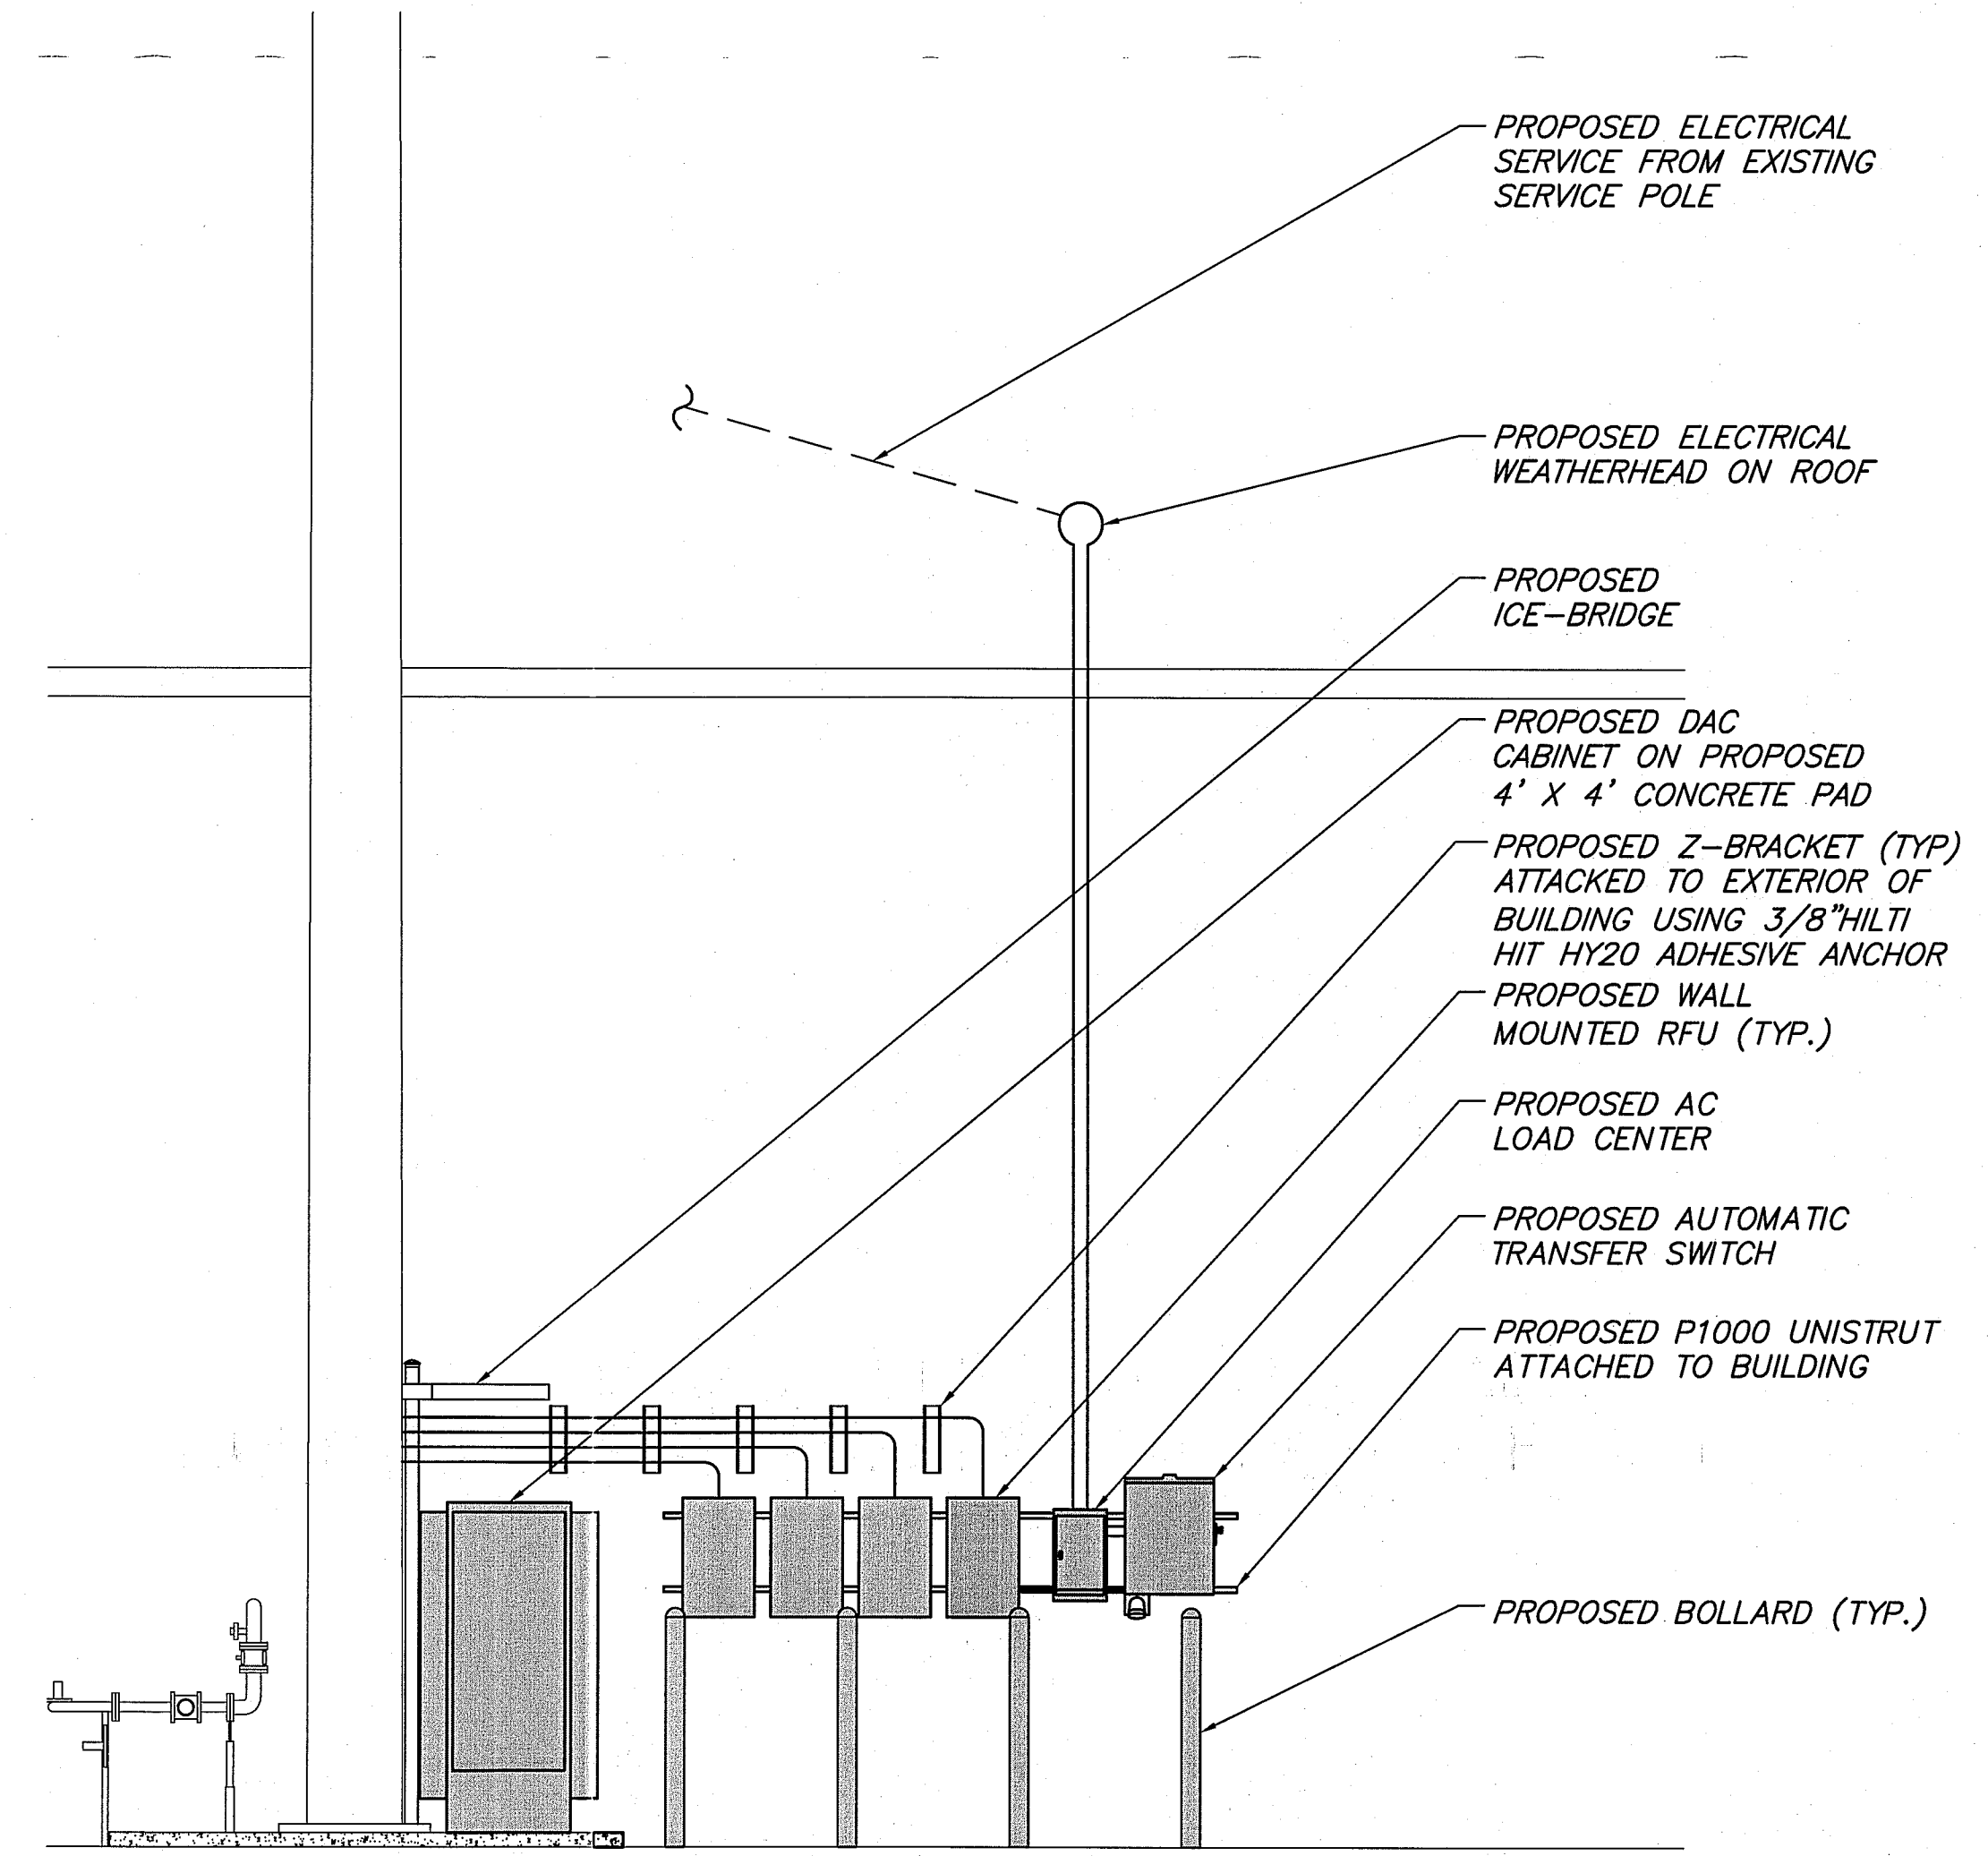 PROPOSED ELECTRICAL
SERVICE FROM EXISTING
SERVICE POLE
PROPOSED ELECTRICAL
WEATHERHEAD ON ROOF
PROPOSED
ICE-BRIDGE
PROPOSED DAC
CABINET ON PROPOSED
4' X 4' CONCRETE PAD
PROPOSED Z-BRACKET (TYP)
ATTACKED TO EXTERIOR OF
BUILDING USING 3/8"HILTI
HIT HY20 ADHESIVE ANCHOR
PROPOSED WALL
MOUNTED RFU (TYP.)
PROPOSED AC
LOAD CENTER
PROPOSED AUTOMATIC
TRANSFER SWITCH
PROPOSED P1000 UNISTRUT
ATTACHED TO BUILDING
PROPOSED BOLLARD (TYP.)